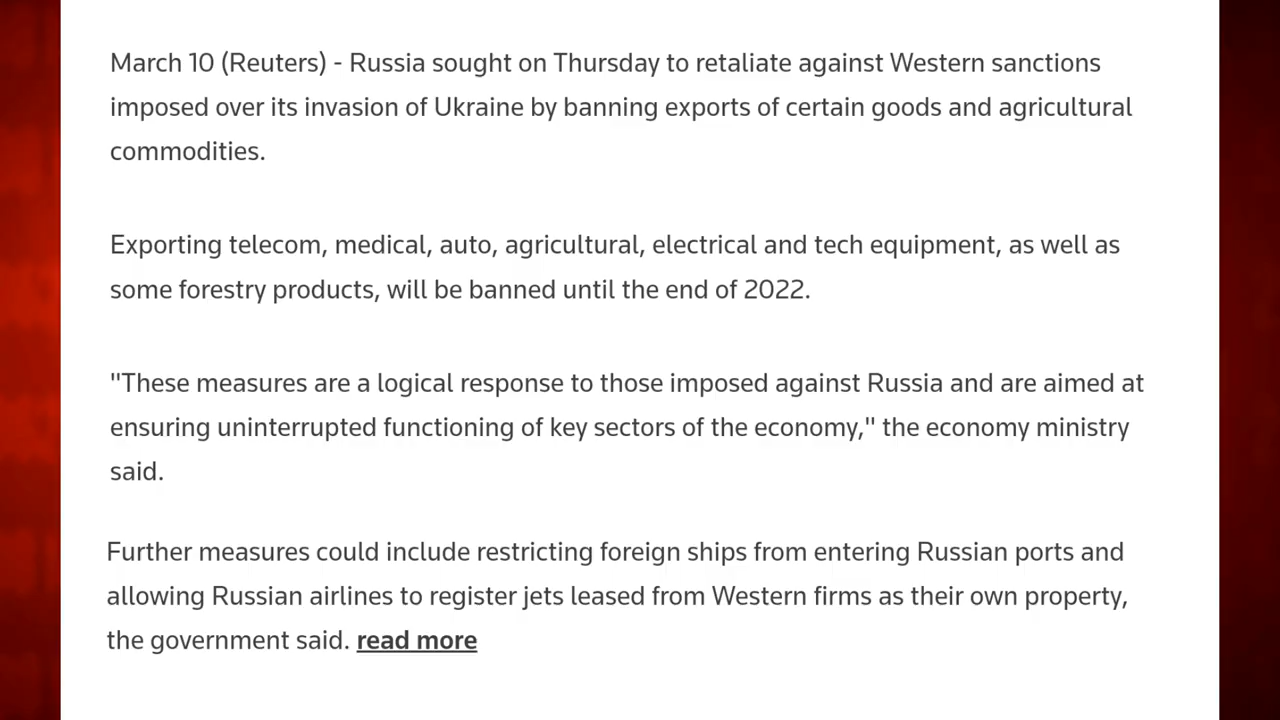 March 10 (Reuters) - Russia sought on Thursday to retaliate against Western sanctions
imposed over its invasion of Ukraine by banning exports of certain goods and agricultural
commodities.
Exporting telecom, medical, auto, agricultural, electrical and tech equipment, as well as
some forestry products, will be banned until the end of 2022.
"These measures are a logical response to those imposed against Russia and are aimed at
ensuring uninterrupted functioning of key sectors of the economy," the economy ministry
said.
Further measures could include restricting foreign ships from entering Russian ports and
allowing Russian airlines to register jets leased from Western firms as their own property,
the government said. read more